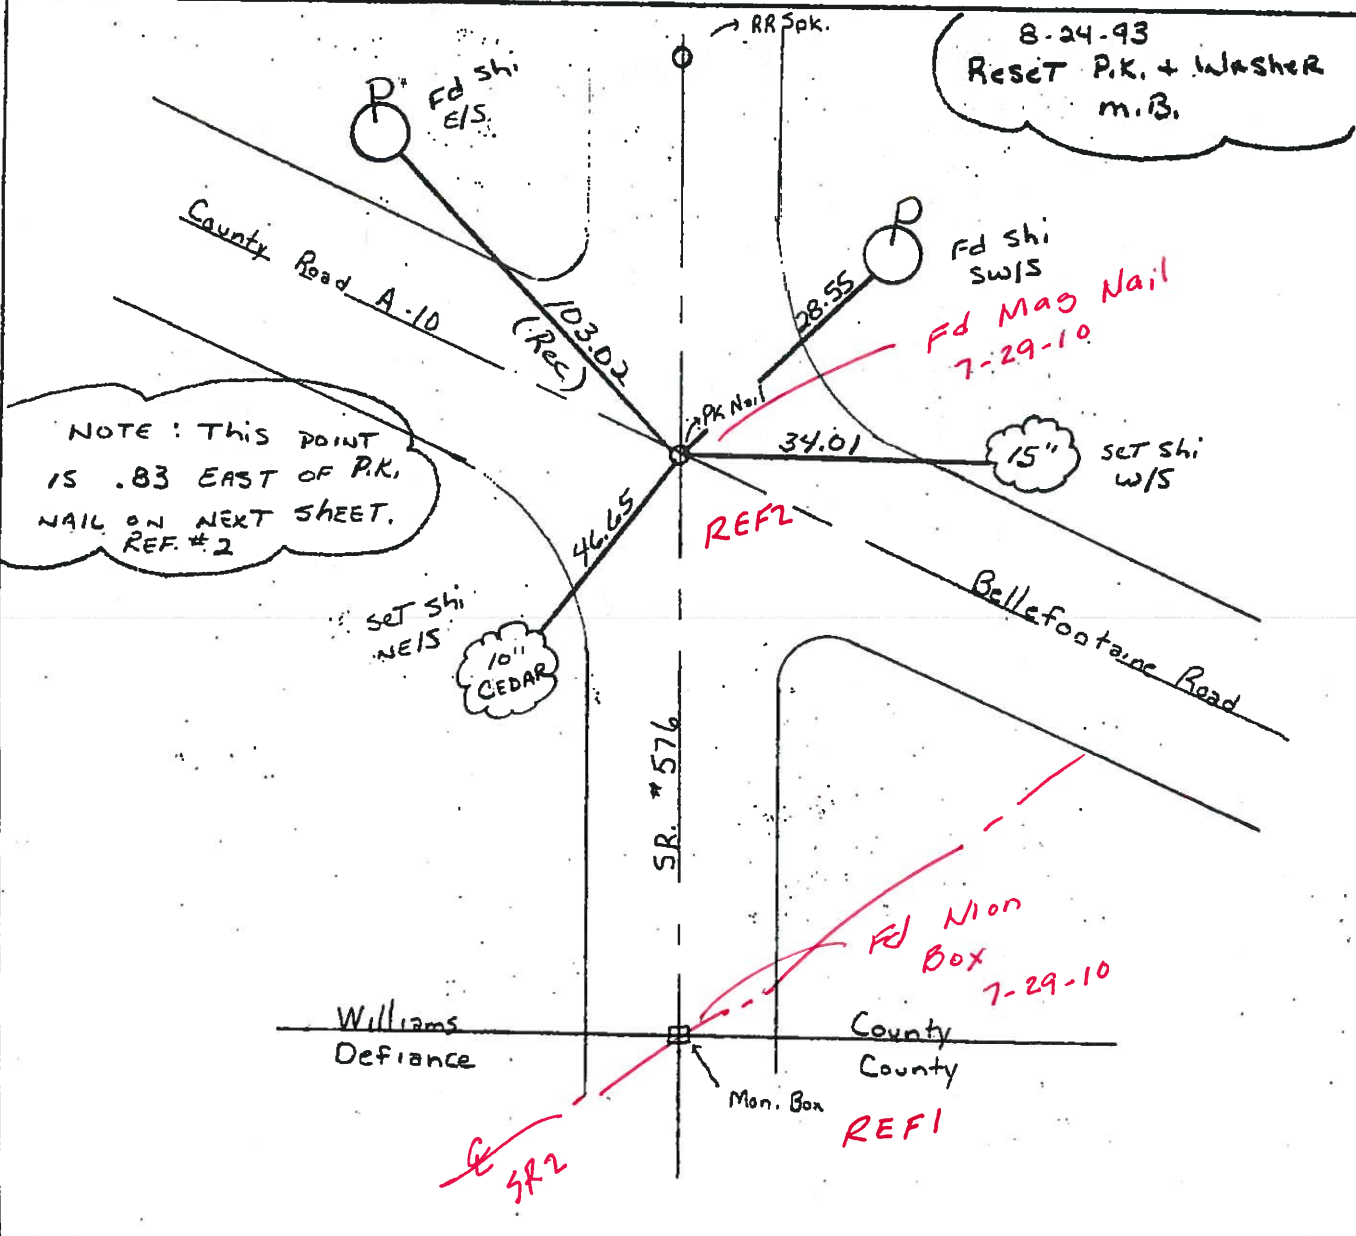 RR Spk.
8-24-93
Reset P.K. + Washer
M.B.
P
Fd Shi
E/S
P
Fd Shi
SW/S
County Road A-10
103.02
(Rec)
28.55
Fd Mag Nail
7-29-10
PK Nail
34.01
15"
Set Shi
W/S
NOTE: This POINT
IS .83 EAST OF P.K.
NAIL ON NEXT SHEET.
REF. #2
REF2
46.65
Set Shi
NE/S
10"
CEDAR
Bellefontaine Road
SR. #576
Fd Mon
Box
7-29-10
Williams County
Defiance County
Mon. Box
REF1
℄
SR2